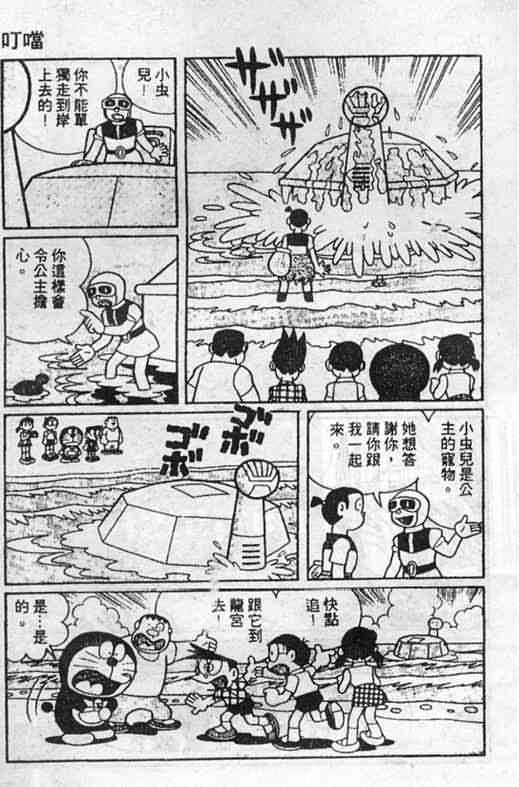 叮噹
ザザザザ
小虫
兒！
你不能單
獨走到岸
上去的！
你這樣會
令公主擔
心。
小虫兒是公
主的寵物。
她想答
謝你，
請你跟
我一起
來。
ゴボゴボ
快點
追！
跟它到
龍宮
去！
是…是
的。